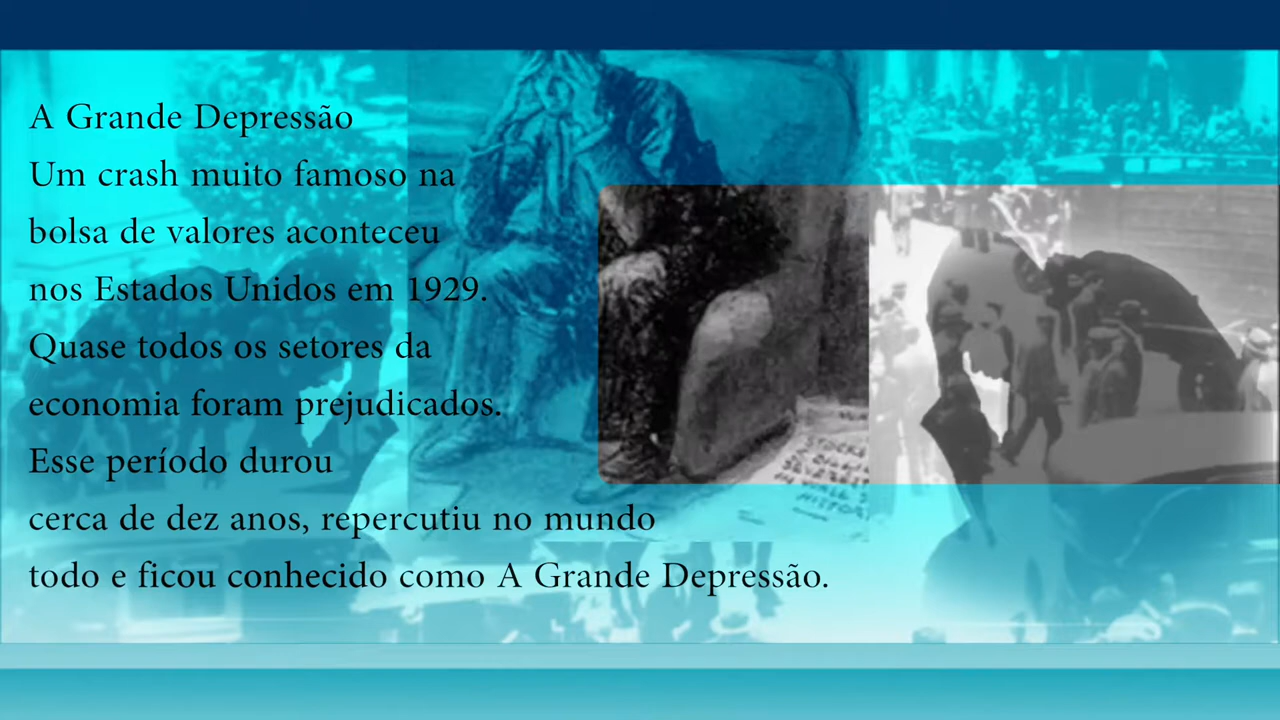 A Grande Depressão
Um crash muito famoso na
bolsa de valores aconteceu
nos Estados Unidos em 1929.
Quase todos os setores da
economia foram prejudicados.
Esse período durou
cerca de dez anos, repercutiu no mundo
todo e ficou conhecido como A Grande Depressão.